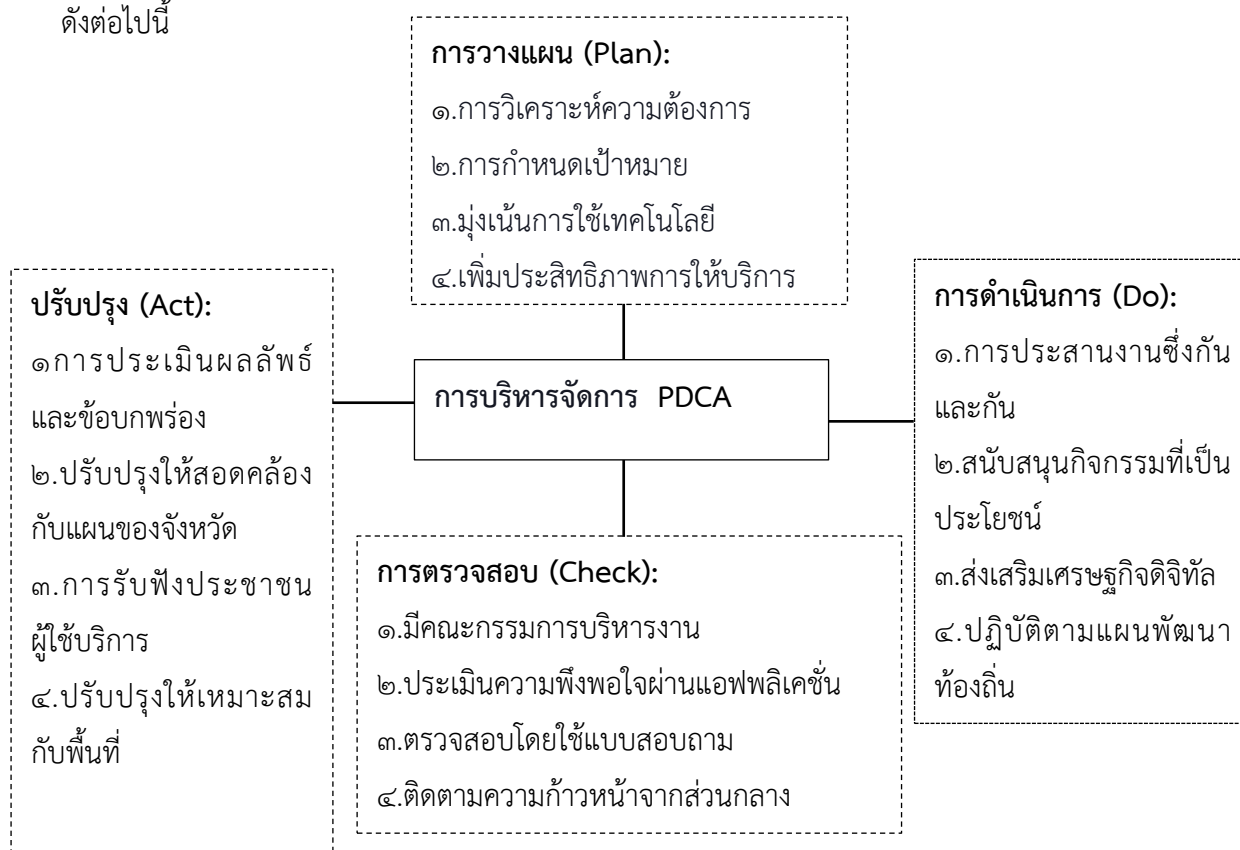 ดังต่อไปนี้
การวางแผน (Plan):
๑.การวิเคราะห์ความต้องการ
๒.การกำหนดเป้าหมาย
๓.มุ่งเน้นการใช้เทคโนโลยี
๔.เพิ่มประสิทธิภาพการให้บริการ
ปรับปรุง (Act):
๑การประเมินผลลัพธ์
และข้อบกพร่อง
๒.ปรับปรุงให้สอดคล้อง
กับแผนของจังหวัด
๓.การรับฟังประชาชน
ผู้ใช้บริการ
๔.ปรับปรุงให้เหมาะสม
กับพื้นที่
การบริหารจัดการ PDCA
การดำเนินการ (Do):
๑.การประสานงานซึ่งกัน
และกัน
๒.สนับสนุนกิจกรรมที่เป็น
ประโยชน์
๓.ส่งเสริมเศรษฐกิจดิจิทัล
๔.ปฏิบัติตามแผนพัฒนา
ท้องถิ่น
การตรวจสอบ (Check):
๑.มีคณะกรรมการบริหารงาน
๒.ประเมินความพึงพอใจผ่านแอฟพลิเคชั่น
๓.ตรวจสอบโดยใช้แบบสอบถาม
๔.ติดตามความก้าวหน้าจากส่วนกลาง